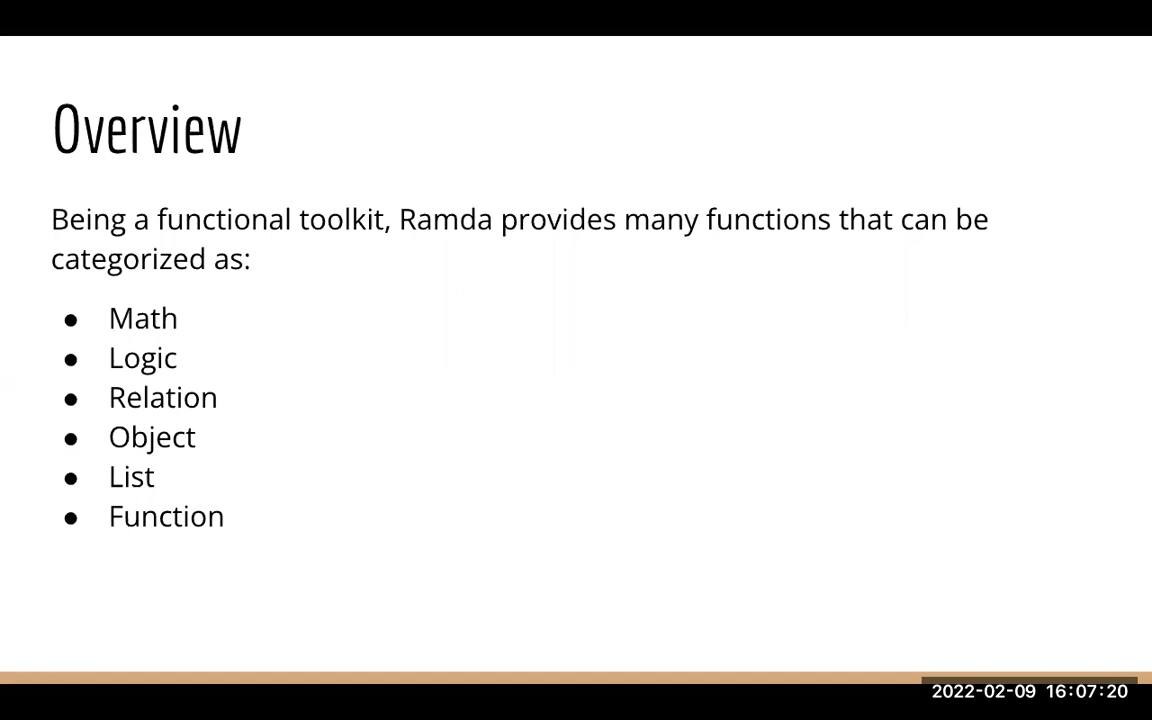 Overview
Being a functional toolkit, Ramda provides many functions that can be
categorized as:
● Math
● Logic
● Relation
● Object
● List
● Function
2022-02-09 16:07:20